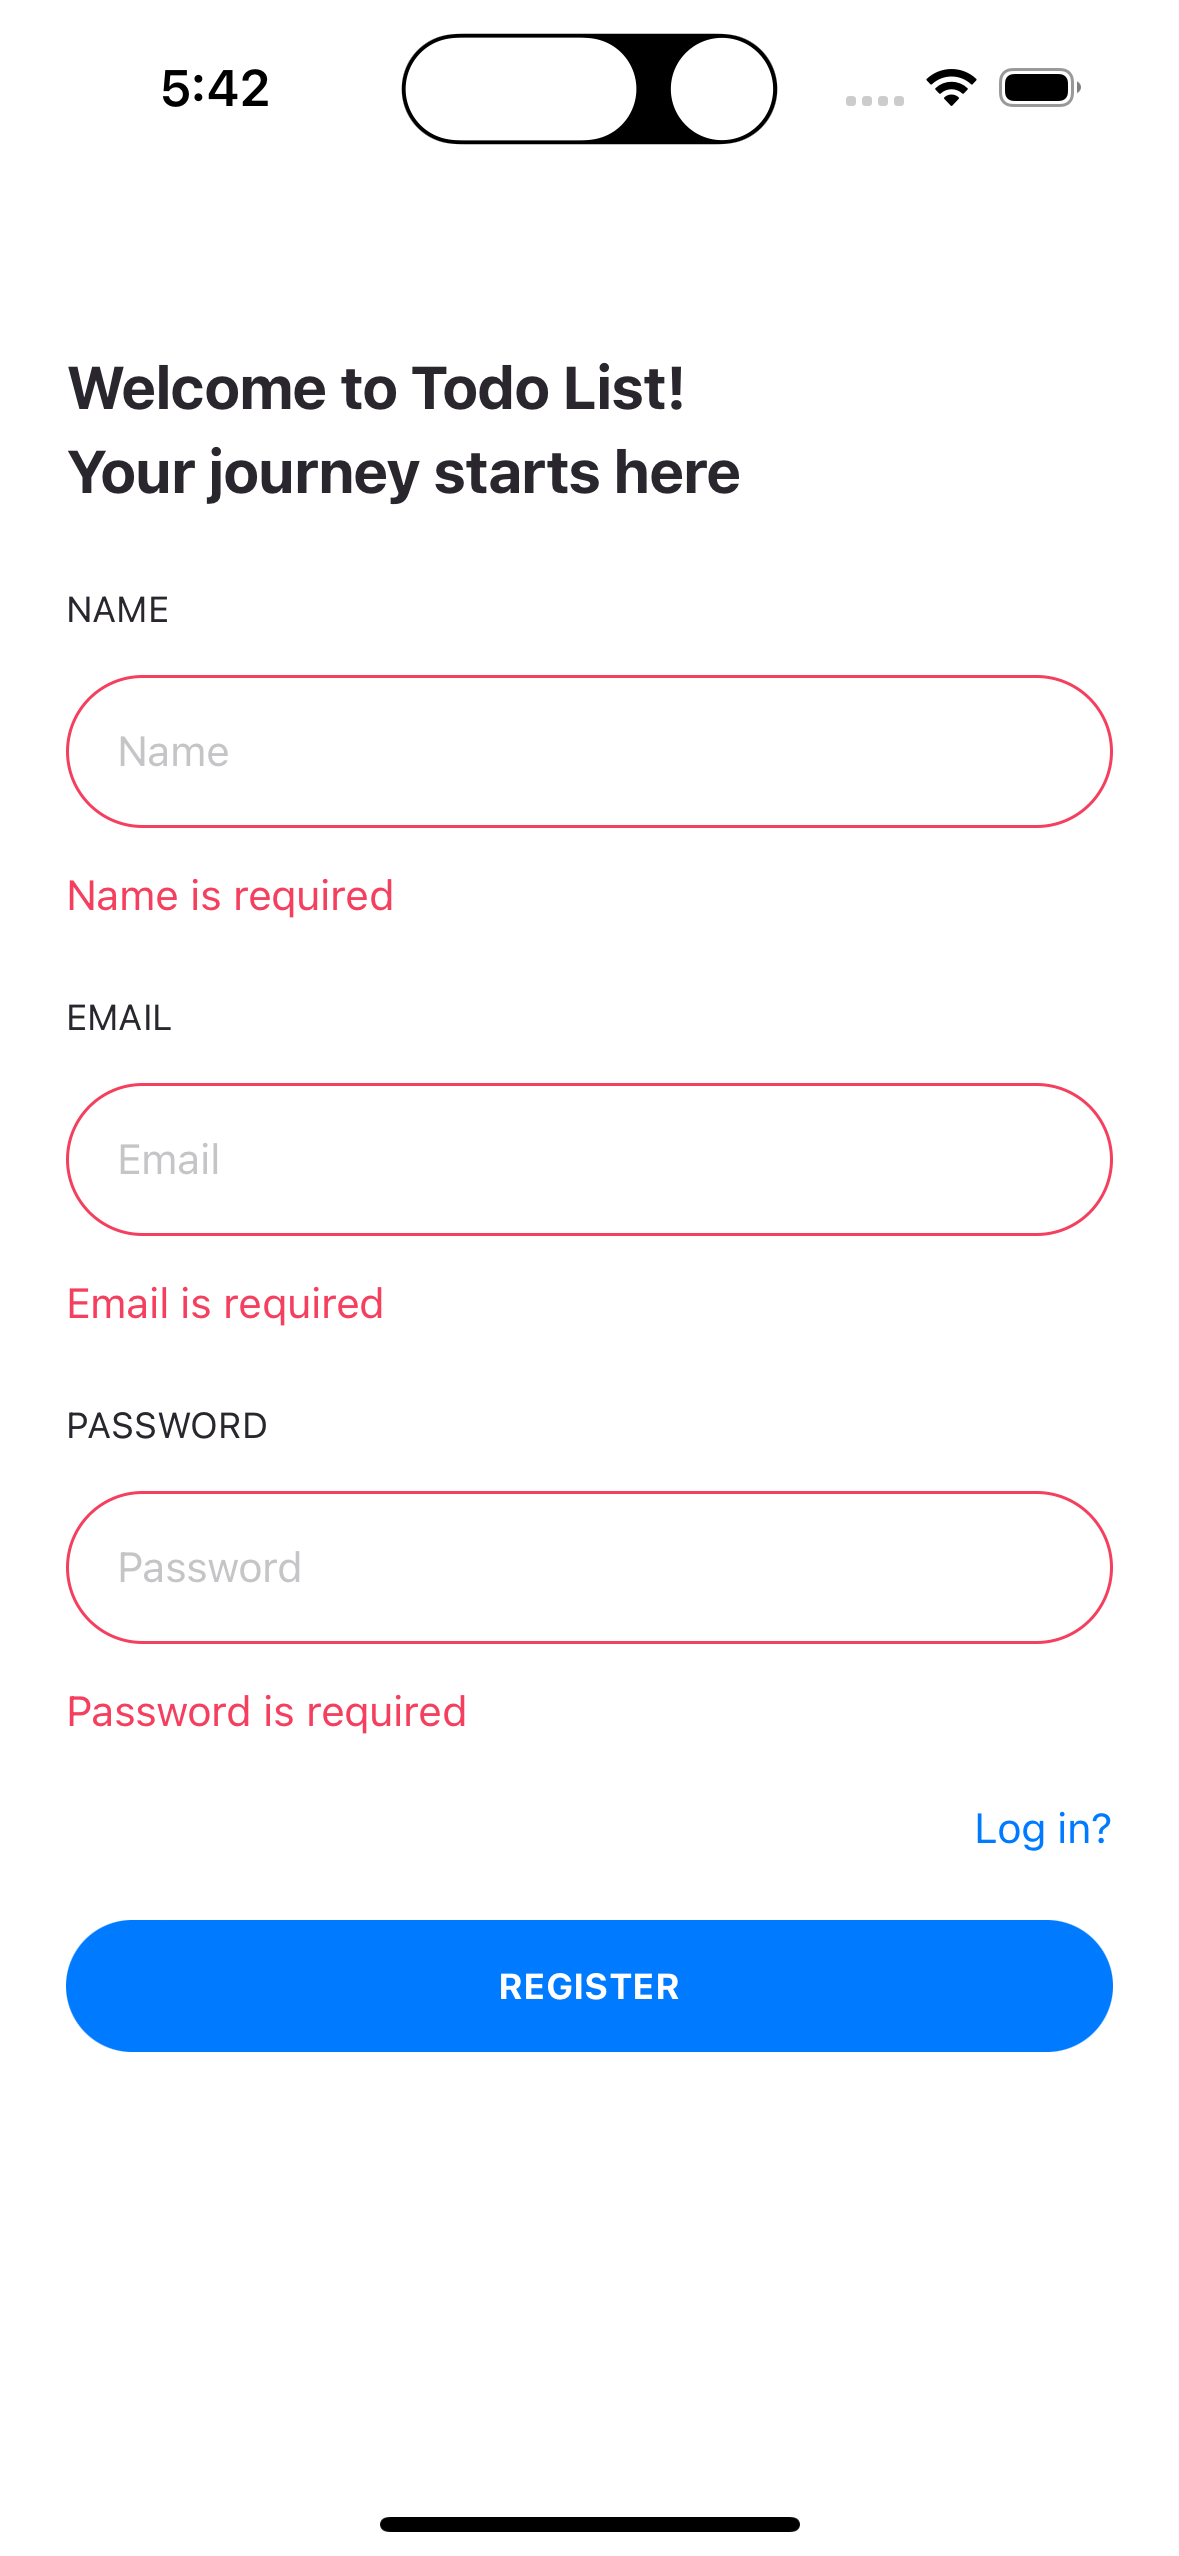 5:42
Welcome to Todo List!
Your journey starts here
NAME
Name
Name is required
EMAIL
Email
Email is required
PASSWORD
Password
Password is required
Log in?
REGISTER